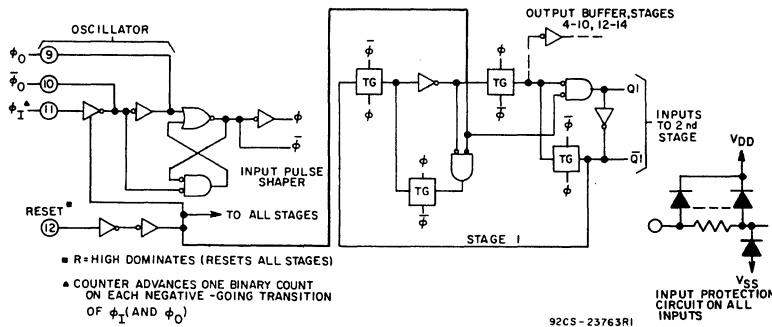 OSCILLATOR
ϕO 9
ϕ̄O 10
ϕI▲ 11
ϕ
ϕ̄
INPUT PULSE
SHAPER
RESET■
12
TO ALL STAGES
■ R=HIGH DOMINATES (RESETS ALL STAGES)
▲ COUNTER ADVANCES ONE BINARY COUNT
ON EACH NEGATIVE-GOING TRANSITION
OF ϕI (AND ϕO)
OUTPUT BUFFER, STAGES
4-10, 12-14
ϕ̄
TG
ϕ
ϕ
TG
ϕ̄
ϕ
TG
ϕ̄
ϕ̄
TG
ϕ
Q1
Q̄1
INPUTS
TO 2nd
STAGE
STAGE 1
VDD
VSS
INPUT PROTECTION
CIRCUIT ON ALL
INPUTS
92CS-23763R1